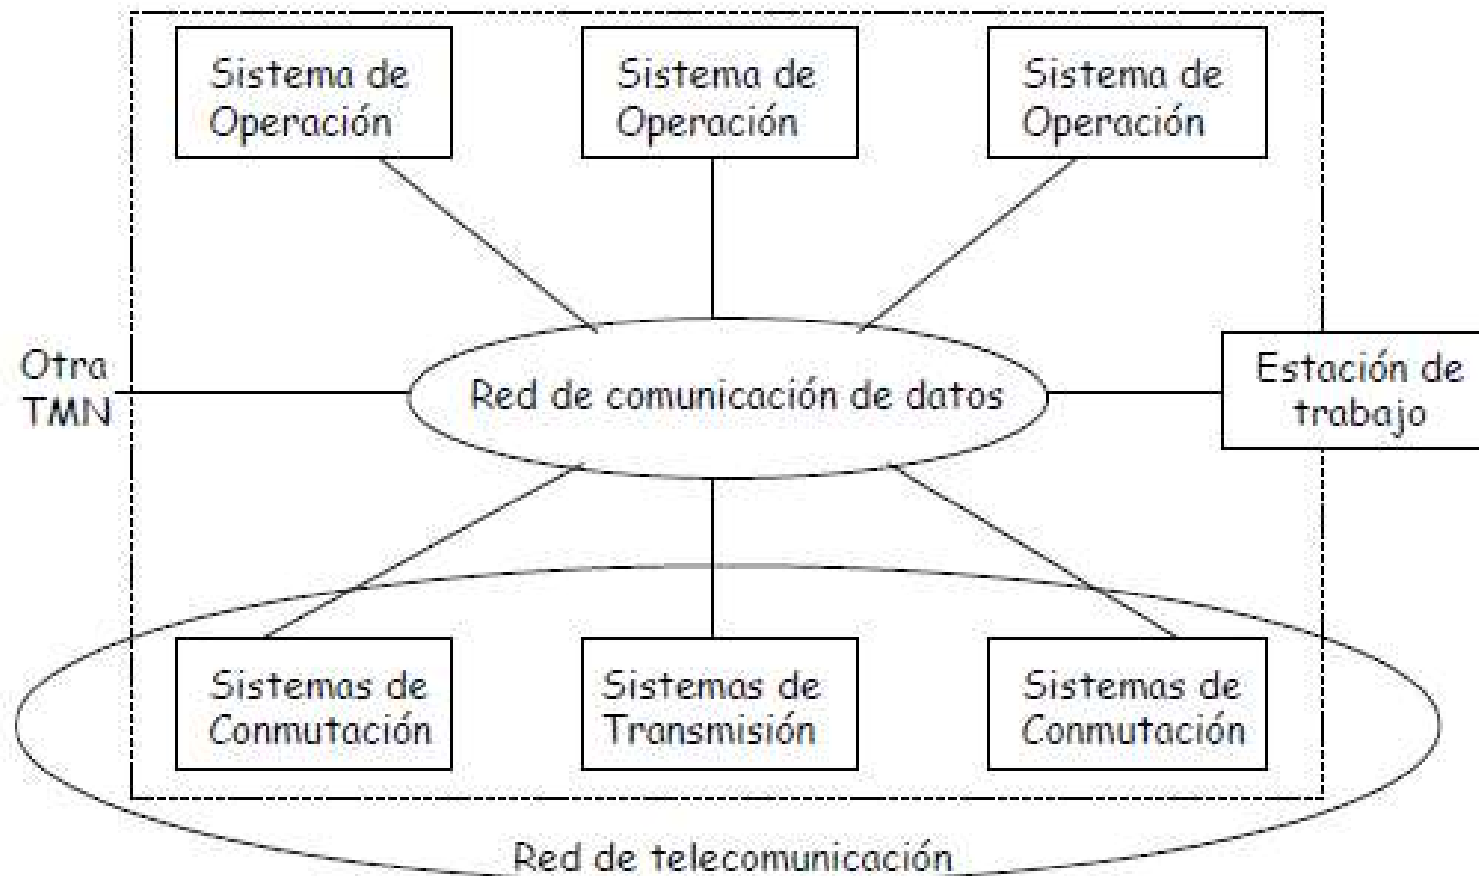 Sistema de
Operación
Sistema de
Operación
Sistema de
Operación
Otra
TMN
Red de comunicación de datos
Estación de
trabajo
Sistemas de
Conmutación
Sistemas de
Transmisión
Sistemas de
Conmutación
Red de telecomunicación